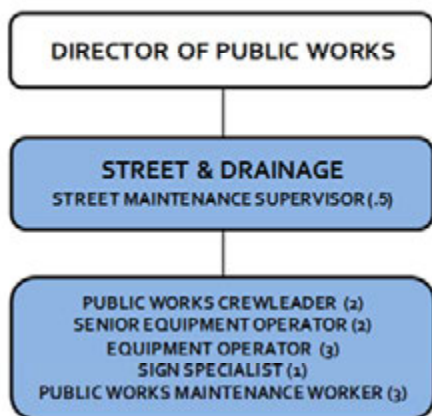 DIRECTOR OF PUBLIC WORKS
STREET & DRAINAGE
STREET MAINTENANCE SUPERVISOR (.5)
PUBLIC WORKS CREWLEADER (2)
SENIOR EQUIPMENT OPERATOR (2)
EQUIPMENT OPERATOR (3)
SIGN SPECIALIST (1)
PUBLIC WORKS MAINTENANCE WORKER (3)